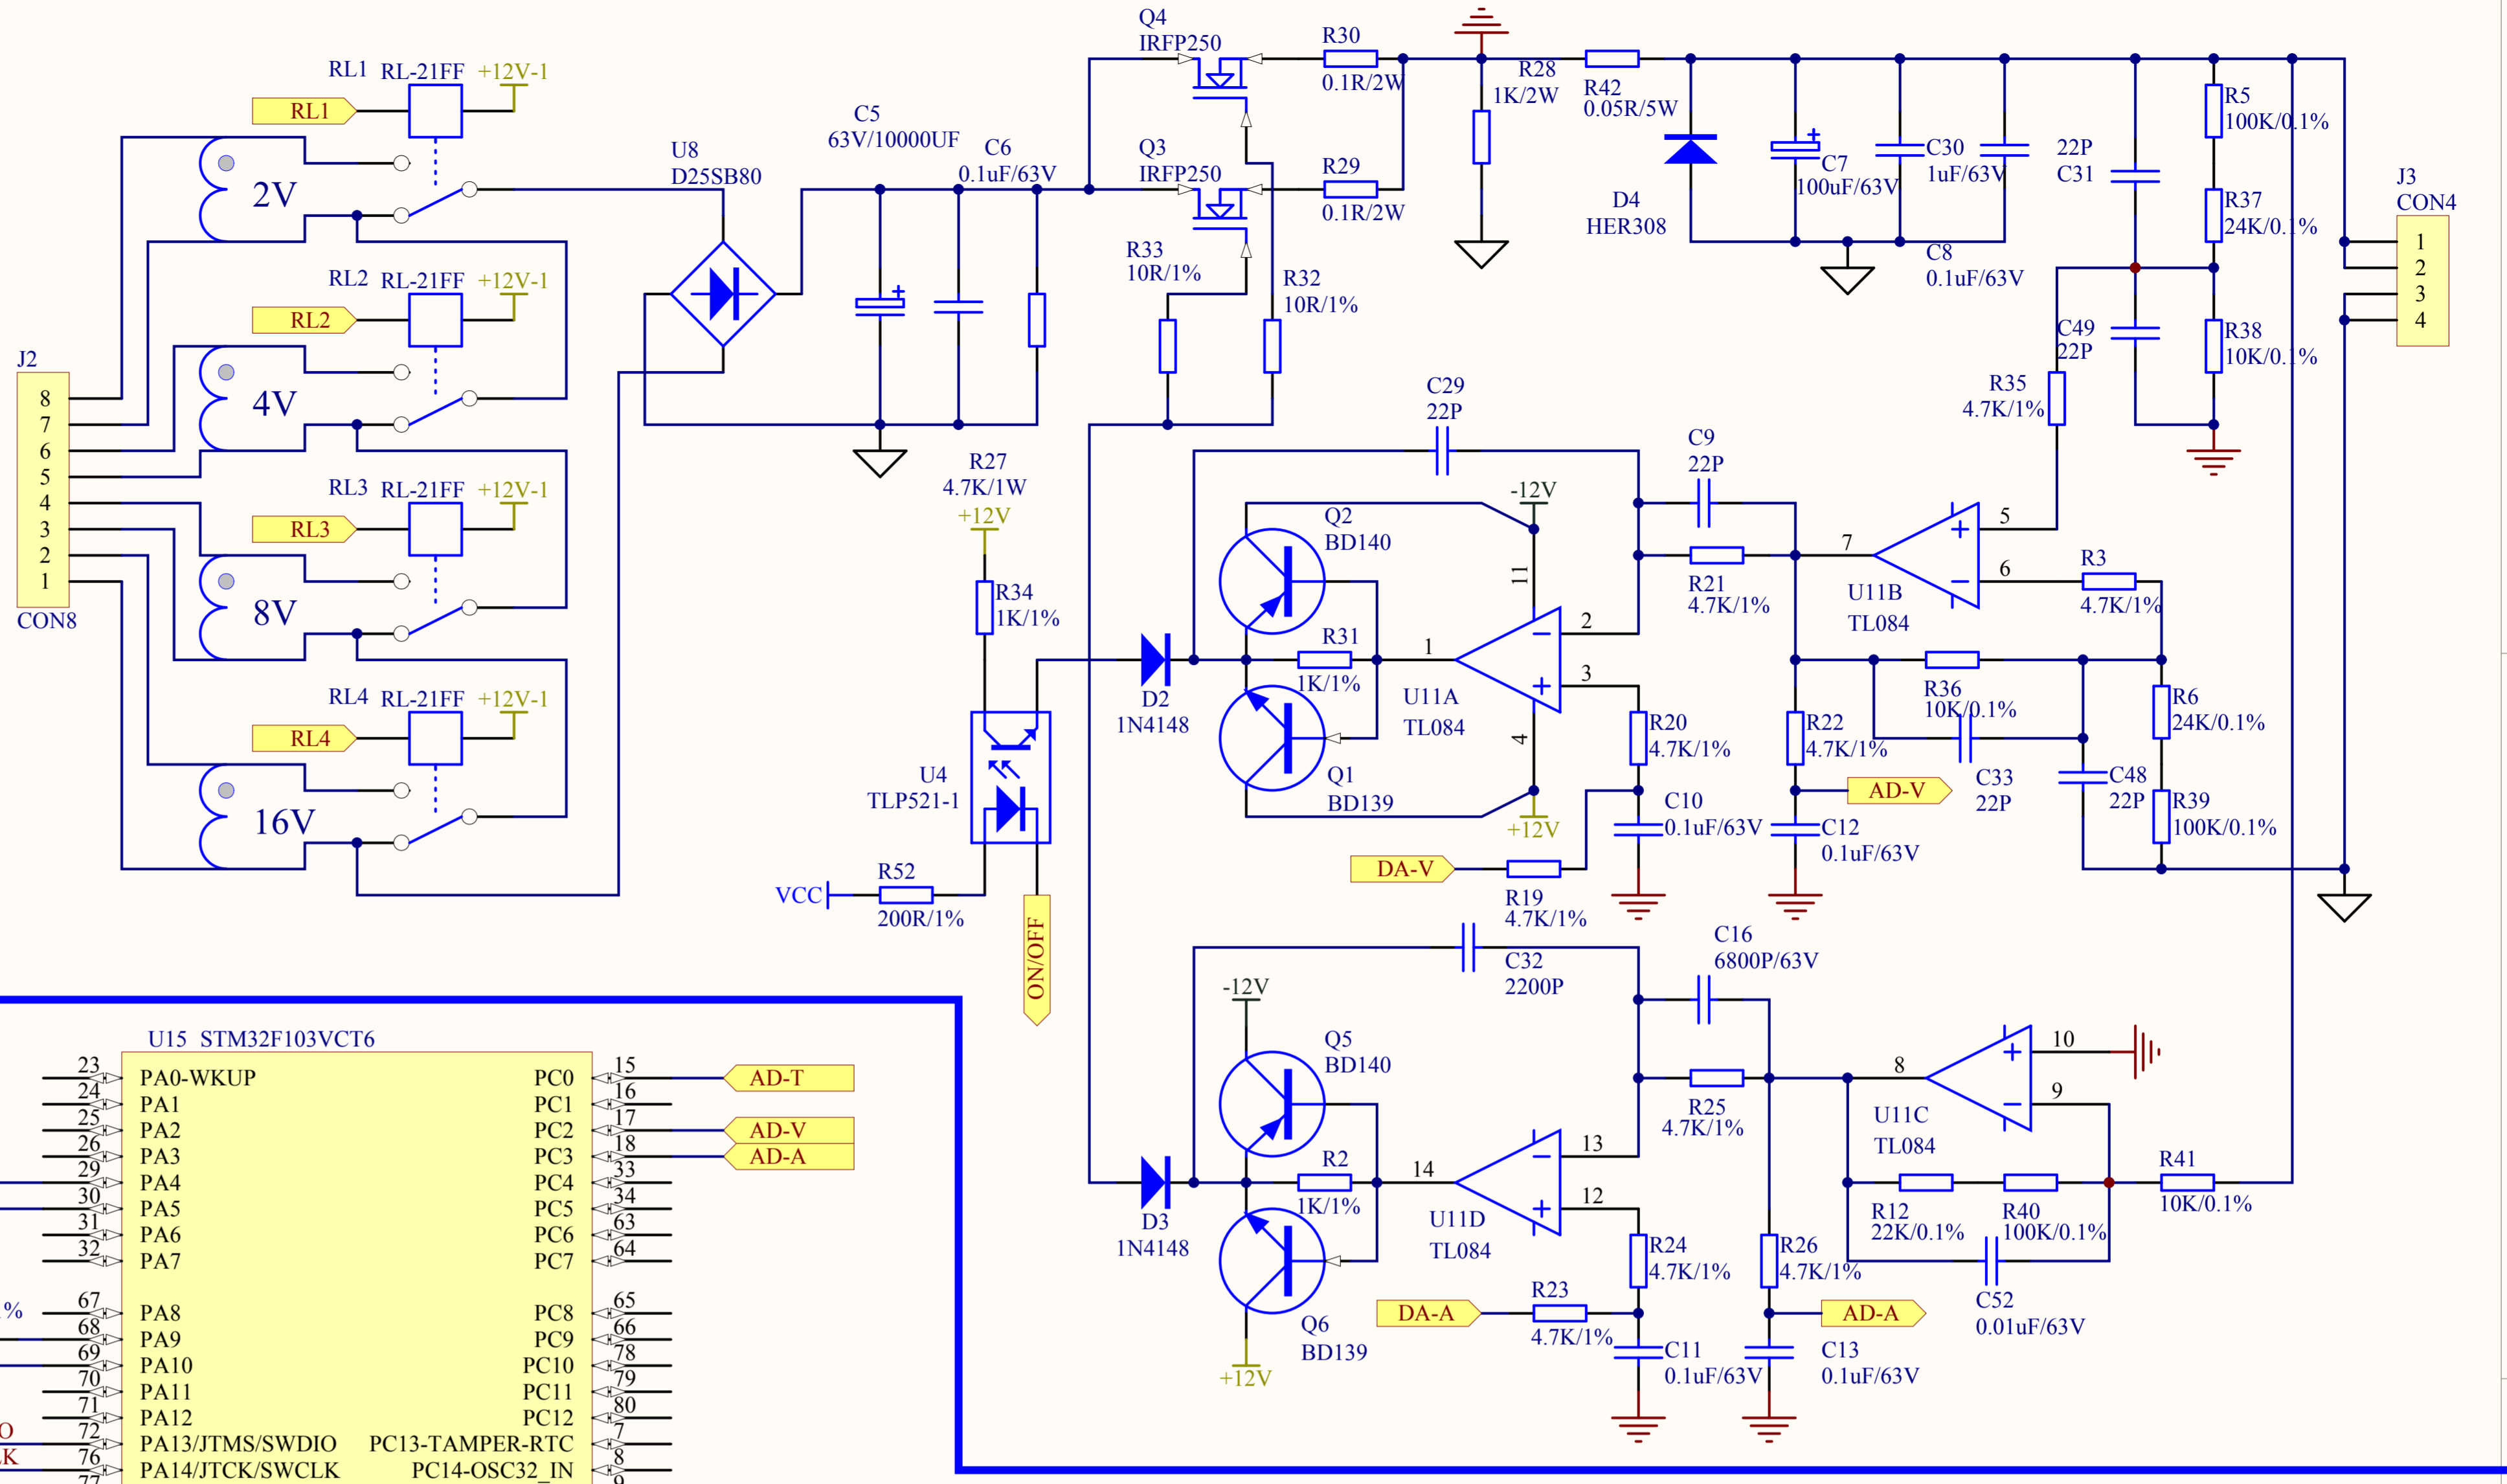 RL1 RL-21FF +12V-1
RL1
2V
RL2 RL-21FF +12V-1
RL2
4V
RL3 RL-21FF +12V-1
RL3
8V
RL4 RL-21FF +12V-1
RL4
16V
J2
8
7
6
5
4
3
2
1
CON8
U8
D25SB80
C5
63V/10000UF
C6
0.1uF/63V
Q4
IRFP250
R30
0.1R/2W
Q3
IRFP250
R29
0.1R/2W
R33
10R/1%
R32
10R/1%
R28
1K/2W
R42
0.05R/5W
D4
HER308
C7
100uF/63V
C30
1uF/63V
C8
0.1uF/63V
22P
C31
R5
100K/0.1%
R37
24K/0.1%
C49
22P
R38
10K/0.1%
R35
4.7K/1%
J3
CON4
1
2
3
4
R27
4.7K/1W
+12V
R34
1K/1%
U4
TLP521-1
VCC
R52
200R/1%
ON/OFF
D2
1N4148
C29
22P
Q2
BD140
-12V
11
R31
1K/1%
1
2
3
4
U11A
TL084
Q1
BD139
+12V
C9
22P
R21
4.7K/1%
7
5
6
U11B
TL084
R3
4.7K/1%
R20
4.7K/1%
C10
0.1uF/63V
DA-V
R19
4.7K/1%
R22
4.7K/1%
AD-V
C12
0.1uF/63V
R36
10K/0.1%
C33
22P
C48
22P
R6
24K/0.1%
R39
100K/0.1%
C32
2200P
C16
6800P/63V
-12V
Q5
BD140
D3
1N4148
R2
1K/1%
14
13
12
U11D
TL084
Q6
BD139
+12V
R25
4.7K/1%
8
10
9
U11C
TL084
R12
22K/0.1%
R40
100K/0.1%
R41
10K/0.1%
C52
0.01uF/63V
R24
4.7K/1%
DA-A
R23
4.7K/1%
C11
0.1uF/63V
R26
4.7K/1%
AD-A
C13
0.1uF/63V
U15 STM32F103VCT6
23 PA0-WKUP PC0 15 AD-T
24 PA1 PC1 16
25 PA2 PC2 17 AD-V
26 PA3 PC3 18 AD-A
29 PA4 PC4 33
30 PA5 PC5 34
31 PA6 PC6 63
32 PA7 PC7 64
% 67 PA8 PC8 65
68 PA9 PC9 66
69 PA10 PC10 78
70 PA11 PC11 79
71 PA12 PC12 80
O 72 PA13/JTMS/SWDIO PC13-TAMPER-RTC 7
K 76 PA14/JTCK/SWCLK PC14-OSC32_IN 8